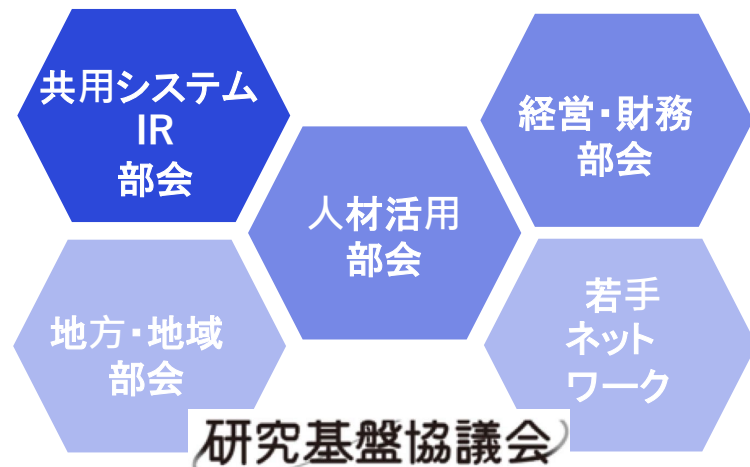 共用システム
IR
部会
経営・財務
部会
人材活用
部会
地方・地域
部会
若手
ネット
ワーク
研究基盤協議会